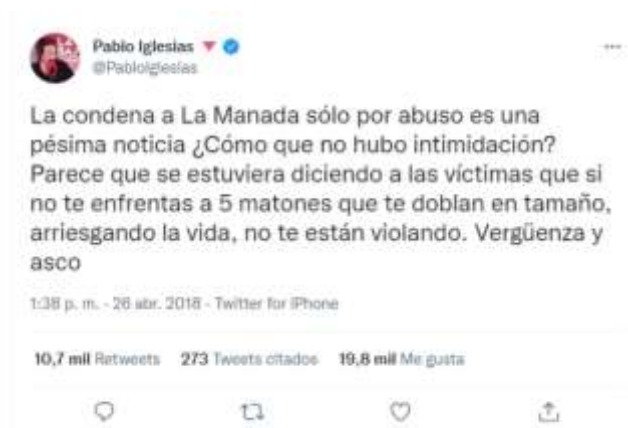 Pablo Iglesias
@PabloIglesias
La condena a La Manada sólo por abuso es una
pésima noticia ¿Cómo que no hubo intimidación?
Parece que se estuviera diciendo a las víctimas que si
no te enfrentas a 5 matones que te doblan en tamaño,
arriesgando la vida, no te están violando. Vergüenza y
asco
1:38 p. m. · 26 abr. 2018 · Twitter for iPhone
10,7 mil Retweets 273 Tweets citados 19,8 mil Me gusta